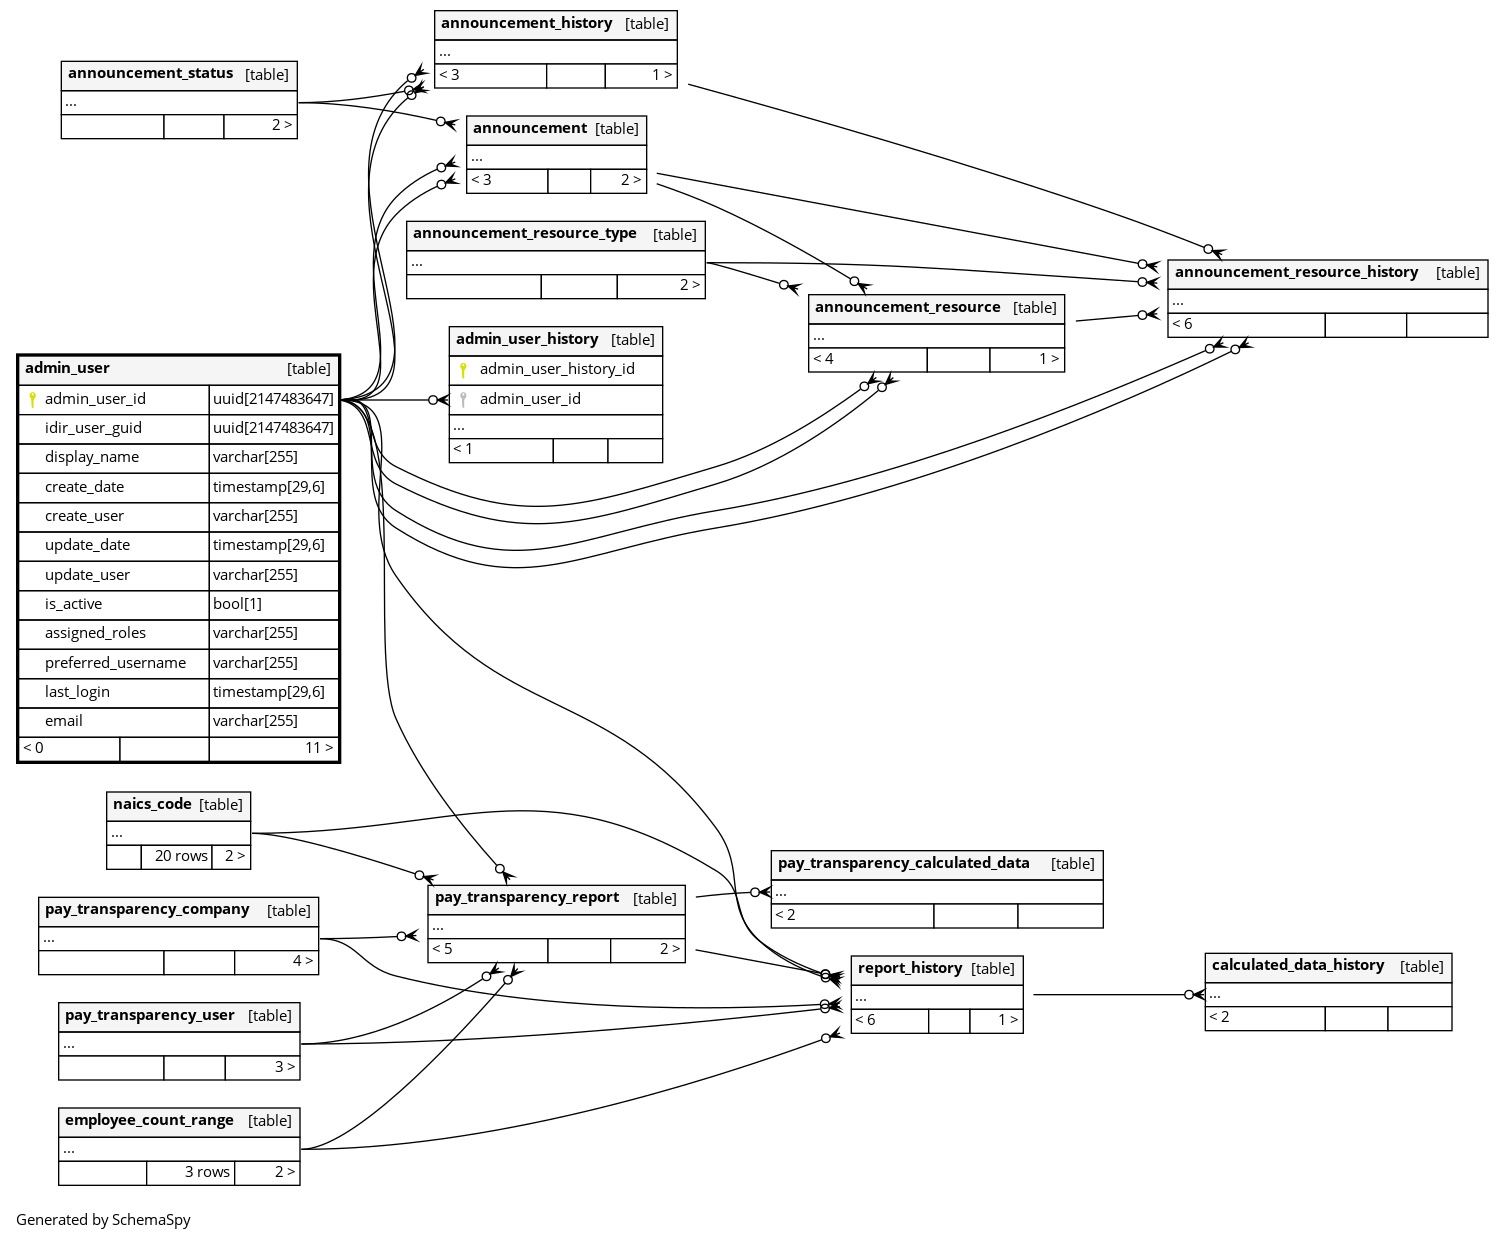 announcement_history [table]
...
< 3 1 >
announcement_status [table]
...
2 >
announcement [table]
...
< 3 2 >
announcement_resource_type [table]
...
2 >
announcement_resource_history [table]
...
< 6
announcement_resource [table]
...
< 4 1 >
admin_user_history [table]
admin_user_history_id
admin_user_id
...
< 1
admin_user [table]
admin_user_id uuid[2147483647]
idir_user_guid uuid[2147483647]
display_name varchar[255]
create_date timestamp[29,6]
create_user varchar[255]
update_date timestamp[29,6]
update_user varchar[255]
is_active bool[1]
assigned_roles varchar[255]
preferred_username varchar[255]
last_login timestamp[29,6]
email varchar[255]
< 0 11 >
naics_code [table]
...
20 rows 2 >
pay_transparency_calculated_data [table]
...
< 2
pay_transparency_report [table]
...
< 5 2 >
pay_transparency_company [table]
...
4 >
report_history [table]
...
< 6 1 >
calculated_data_history [table]
...
< 2
pay_transparency_user [table]
...
3 >
employee_count_range [table]
...
3 rows 2 >
Generated by SchemaSpy